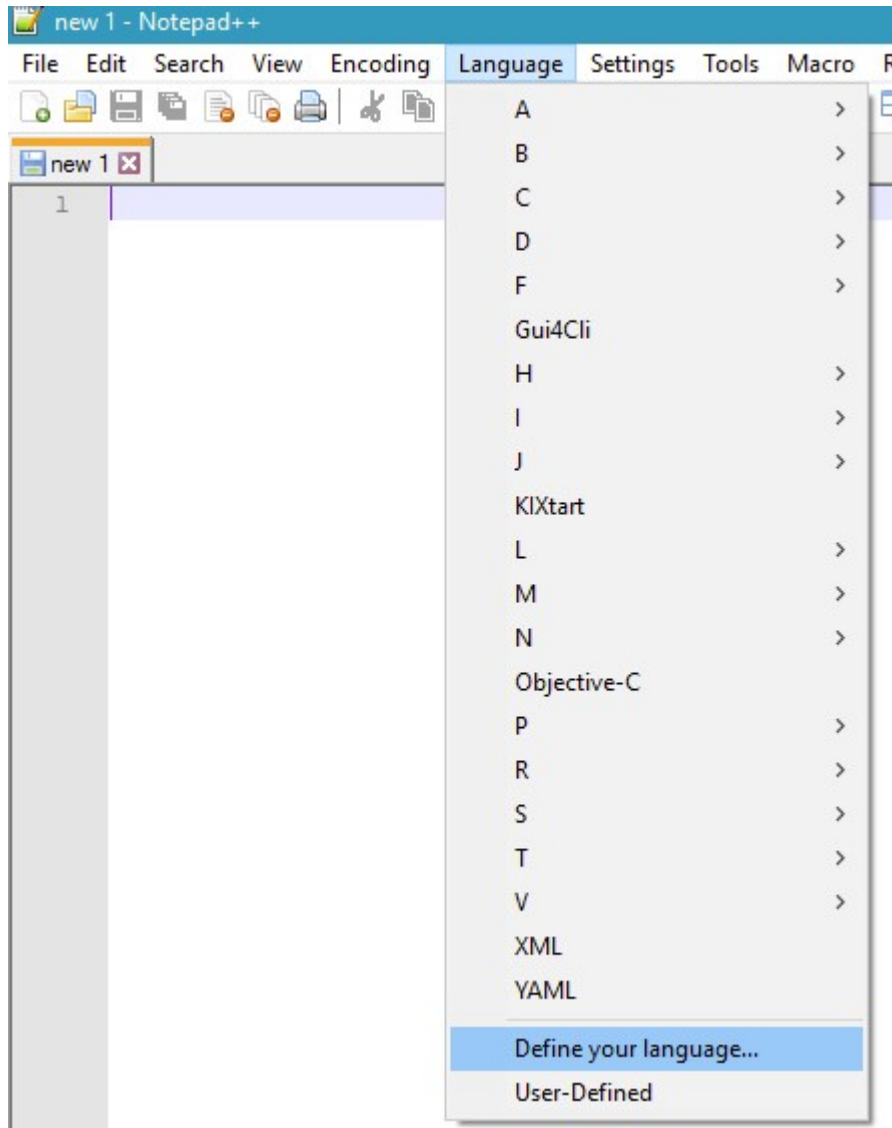 new 1 - Notepad++
File Edit Search View Encoding Language Settings Tools Macro
new 1
1
A
B
C
D
F
Gui4Cli
H
I
J
KIXtart
L
M
N
Objective-C
P
R
S
T
V
XML
YAML
Define your language...
User-Defined